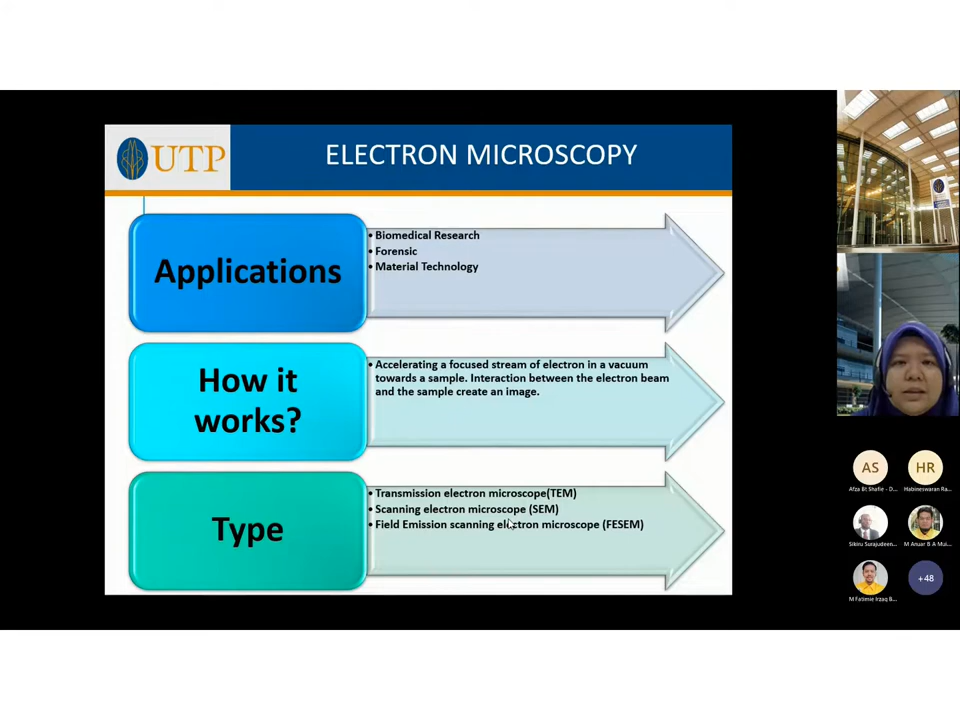 UTP
ELECTRON MICROSCOPY
Applications
• Biomedical Research
• Forensic
• Material Technology
How it
works?
• Accelerating a focused stream of electron in a vacuum
towards a sample. Interaction between the electron beam
and the sample create an image.
Type
• Transmission electron microscope(TEM)
• Scanning electron microscope (SEM)
• Field Emission scanning electron microscope (FESEM)
AS
HR
Afza Bt Shafie - D...
Habineswaran Ra...
Sikiru Surajudeen...
M Anuar B A Mui...
M Fatimie Irzaq B...
+48